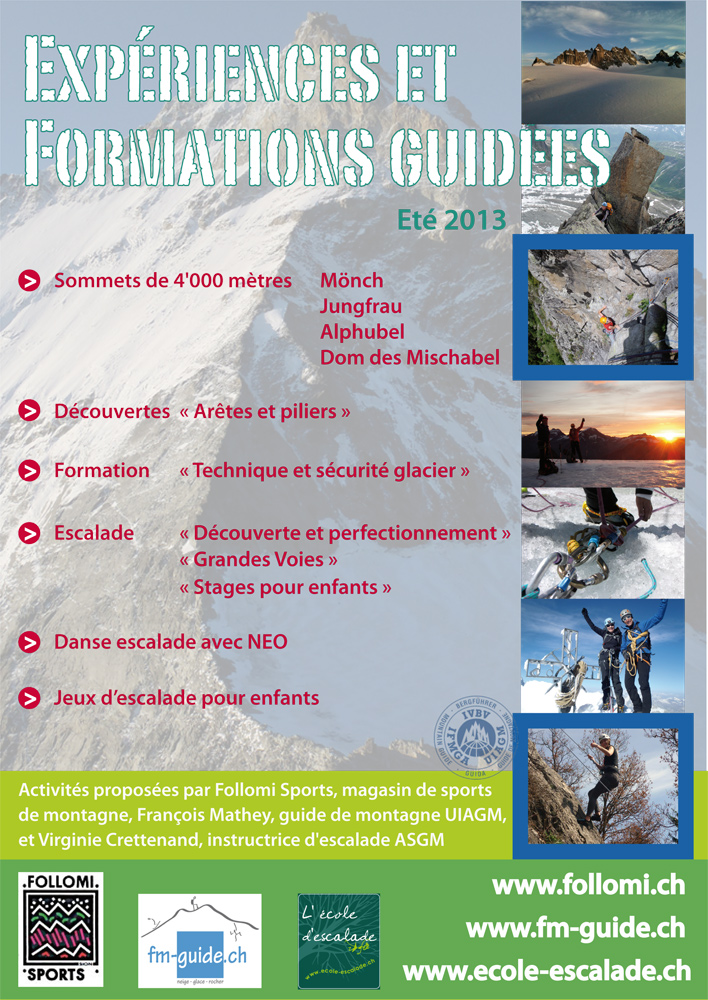 Expériences et
Formations guidees
Eté 2013
> Sommets de 4'000 mètres Mönch
Jungfrau
Alphubel
Dom des Mischabel
> Découvertes « Arêtes et piliers »
> Formation « Technique et sécurité glacier »
> Escalade « Découverte et perfectionnement »
« Grandes Voies »
« Stages pour enfants »
> Danse escalade avec NEO
> Jeux d’escalade pour enfants
BERGFÜHRER
IVBV
UIAGM
IFMGA
GUIDA
Activités proposées par Follomi Sports, magasin de sports
de montagne, François Mathey, guide de montagne UIAGM,
et Virginie Crettenand, instructrice d'escalade ASGM
.FOLLOMI.
SION
.SPORTS.
fm-guide.ch
neige - glace - rocher
L' école
d'escalade
www.ecole-escalade.ch
www.follomi.ch
www.fm-guide.ch
www.ecole-escalade.ch